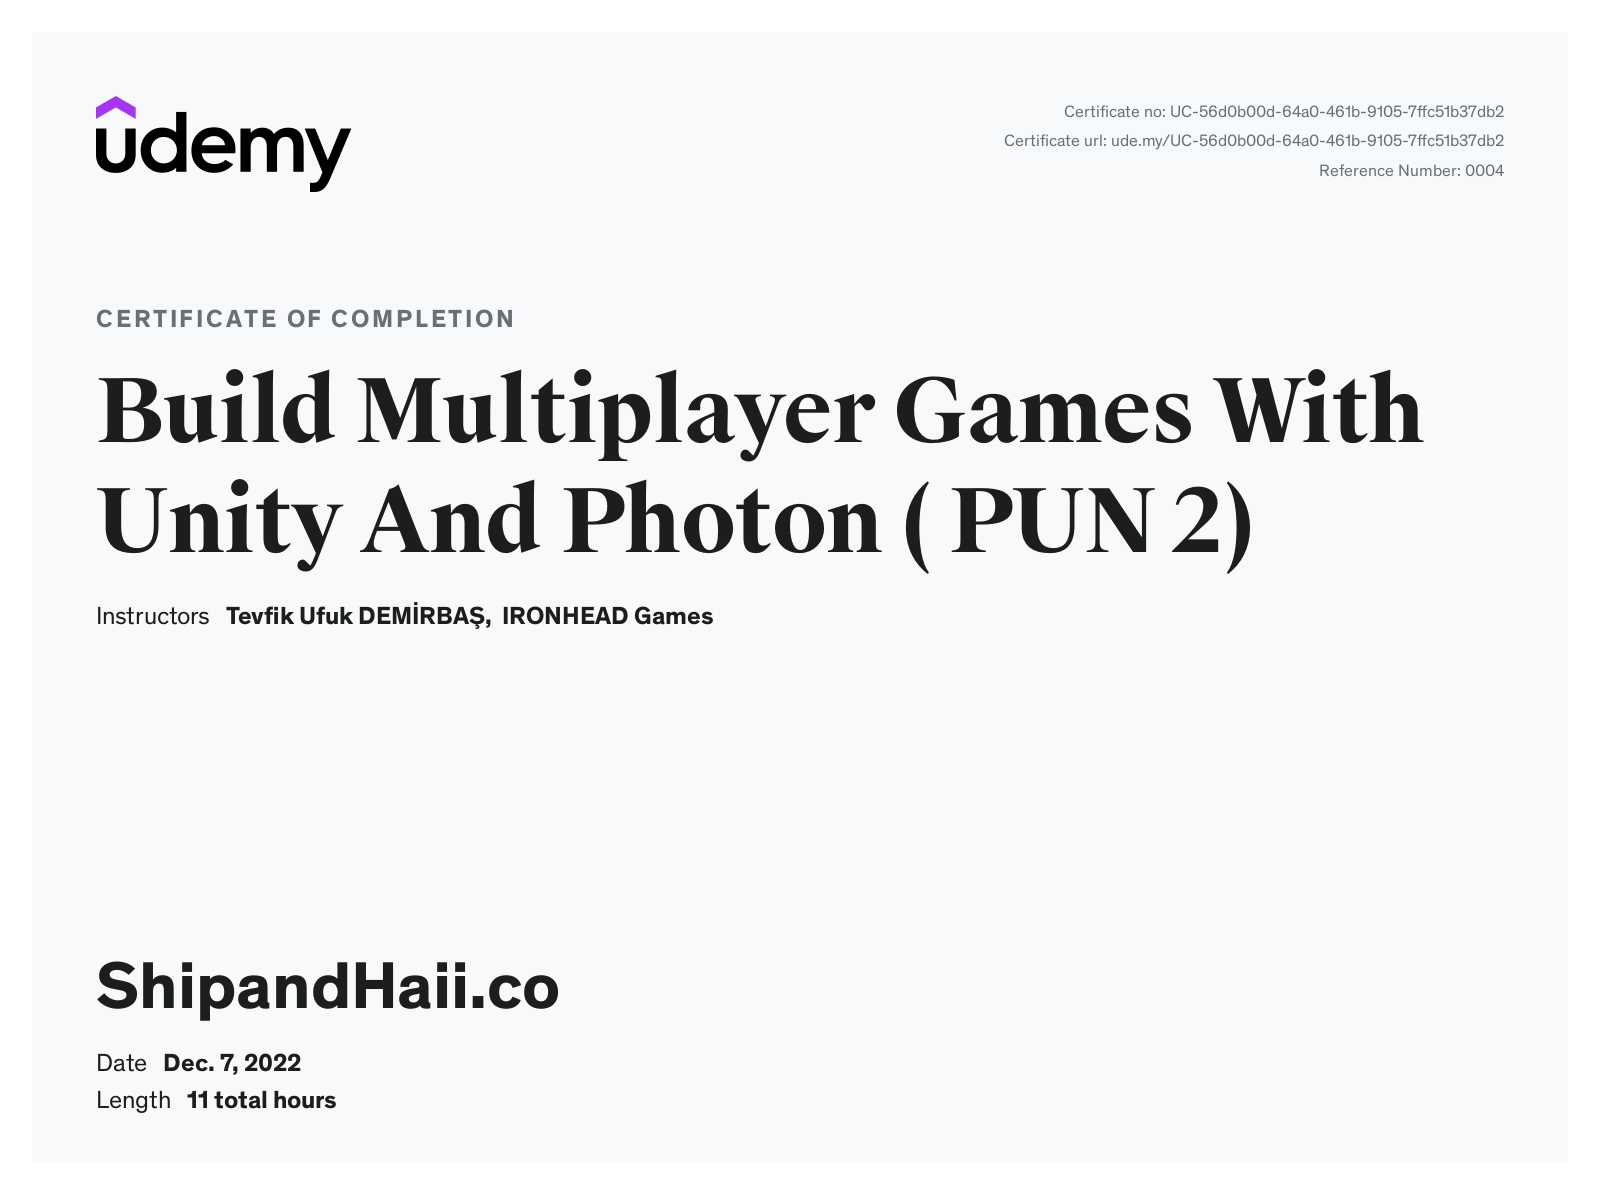 udemy
Certificate no: UC-56d0b00d-64a0-461b-9105-7ffc51b37db2
Certificate url: ude.my/UC-56d0b00d-64a0-461b-9105-7ffc51b37db2
Reference Number: 0004
CERTIFICATE OF COMPLETION
Build Multiplayer Games With
Unity And Photon ( PUN 2)
Instructors Tevfik Ufuk DEMİRBAŞ, IRONHEAD Games
ShipandHaii.co
Date Dec. 7, 2022
Length 11 total hours